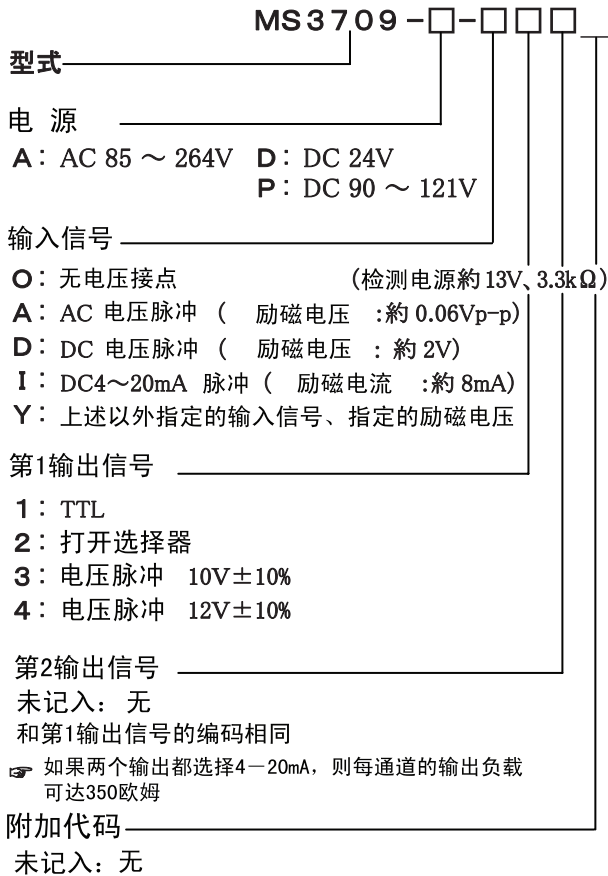 MS3709-□-□□□
型式
电 源
A：AC 85 ～ 264V D：DC 24V
P：DC 90 ～ 121V
输入信号
O：无电压接点 (检测电源約13V、3.3kΩ)
A：AC 电压脉冲 ( 励磁电压 :約 0.06Vp-p)
D：DC 电压脉冲 ( 励磁电压 : 約 2V)
I：DC4～20mA 脉冲 ( 励磁电流 :約 8mA)
Y：上述以外指定的输入信号、指定的励磁电压
第1输出信号
1：TTL
2：打开选择器
3：电压脉冲 10V±10%
4：电压脉冲 12V±10%
第2输出信号
未记入：无
和第1输出信号的编码相同
☞ 如果两个输出都选择4－20mA，则每通道的输出负载
可达350欧姆
附加代码
未记入：无